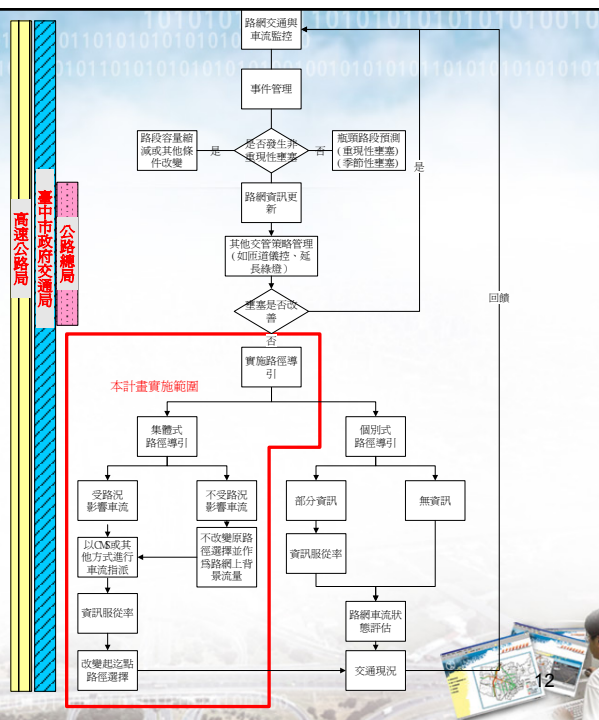 路網交通與
車流監控
事件管理
路段容量縮
減或其他條
件改變
是
是否發生非
重現性壅塞
否
瓶頸路段預測
(重現性壅塞)
(季節性壅塞)
是
路網資訊更
新
其他交管策略管理
(如匝道儀控、延
長綠燈)
高速公路局
臺中市政府交通局
公路總局
壅塞是否改
善
回饋
否
實施路徑導
引
本計畫實施範圍
集體式
路徑導引
個別式
路徑導引
受路況
影響車流
不受路況
影響車流
部分資訊
無資訊
以CMS或其
他方式進行
車流指派
不改變原路
徑選擇並作
為路網上背
景流量
資訊服從率
資訊服從率
路網車流狀
態評估
改變起迄點
路徑選擇
交通現況
12